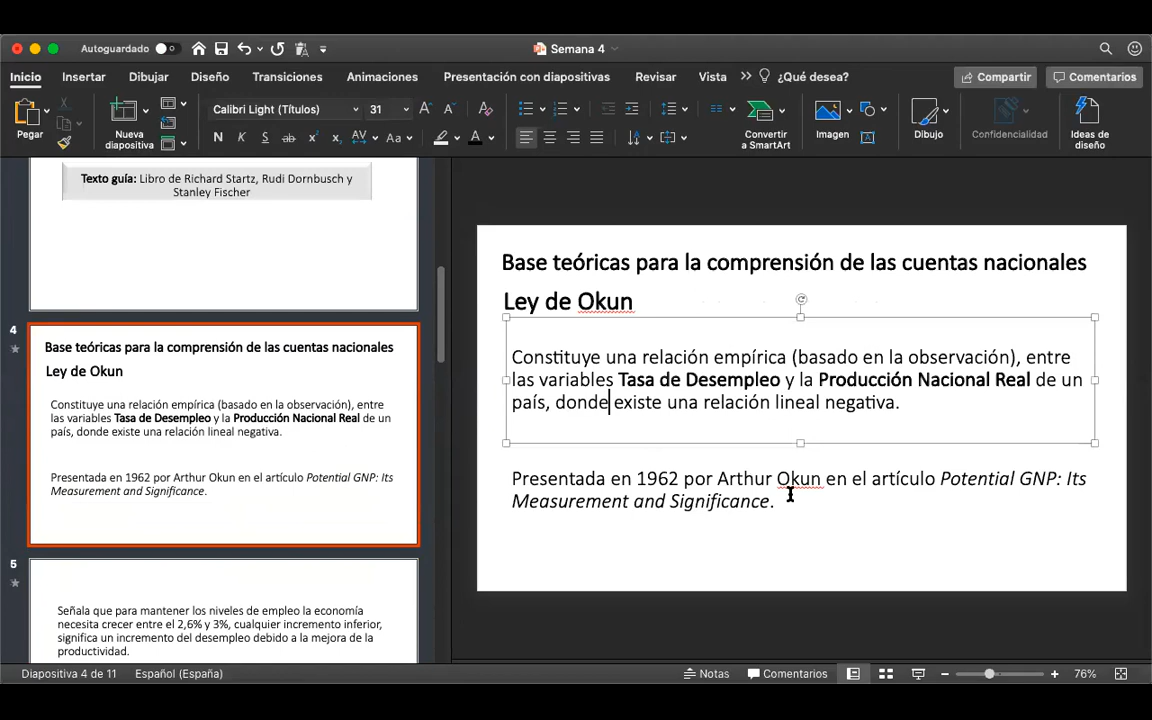 Autoguardado
Semana 4
Inicio Insertar Dibujar Diseño Transiciones Animaciones Presentación con diapositivas Revisar Vista ¿Qué desea? Compartir Comentarios
Pegar
Nueva diapositiva
Calibri Light (Títulos) 31
N K S ab x² x₂ AV Aa A
Convertir a SmartArt
Imagen
Dibujo
Confidencialidad
Ideas de diseño
Texto guía: Libro de Richard Startz, Rudi Dornbusch y
Stanley Fischer
4
Base teóricas para la comprensión de las cuentas nacionales
Ley de Okun
Constituye una relación empírica (basado en la observación), entre
las variables Tasa de Desempleo y la Producción Nacional Real de un
país, donde existe una relación lineal negativa.
Presentada en 1962 por Arthur Okun en el artículo Potential GNP: Its
Measurement and Significance.
5
Señala que para mantener los niveles de empleo la economía
necesita crecer entre el 2,6% y 3%, cualquier incremento inferior,
significa un incremento del desempleo debido a la mejora de la
productividad.
Base teóricas para la comprensión de las cuentas nacionales
Ley de Okun
Constituye una relación empírica (basado en la observación), entre
las variables Tasa de Desempleo y la Producción Nacional Real de un
país, donde existe una relación lineal negativa.
Presentada en 1962 por Arthur Okun en el artículo Potential GNP: Its
Measurement and Significance.
Diapositiva 4 de 11 Español (España) Notas Comentarios 76%